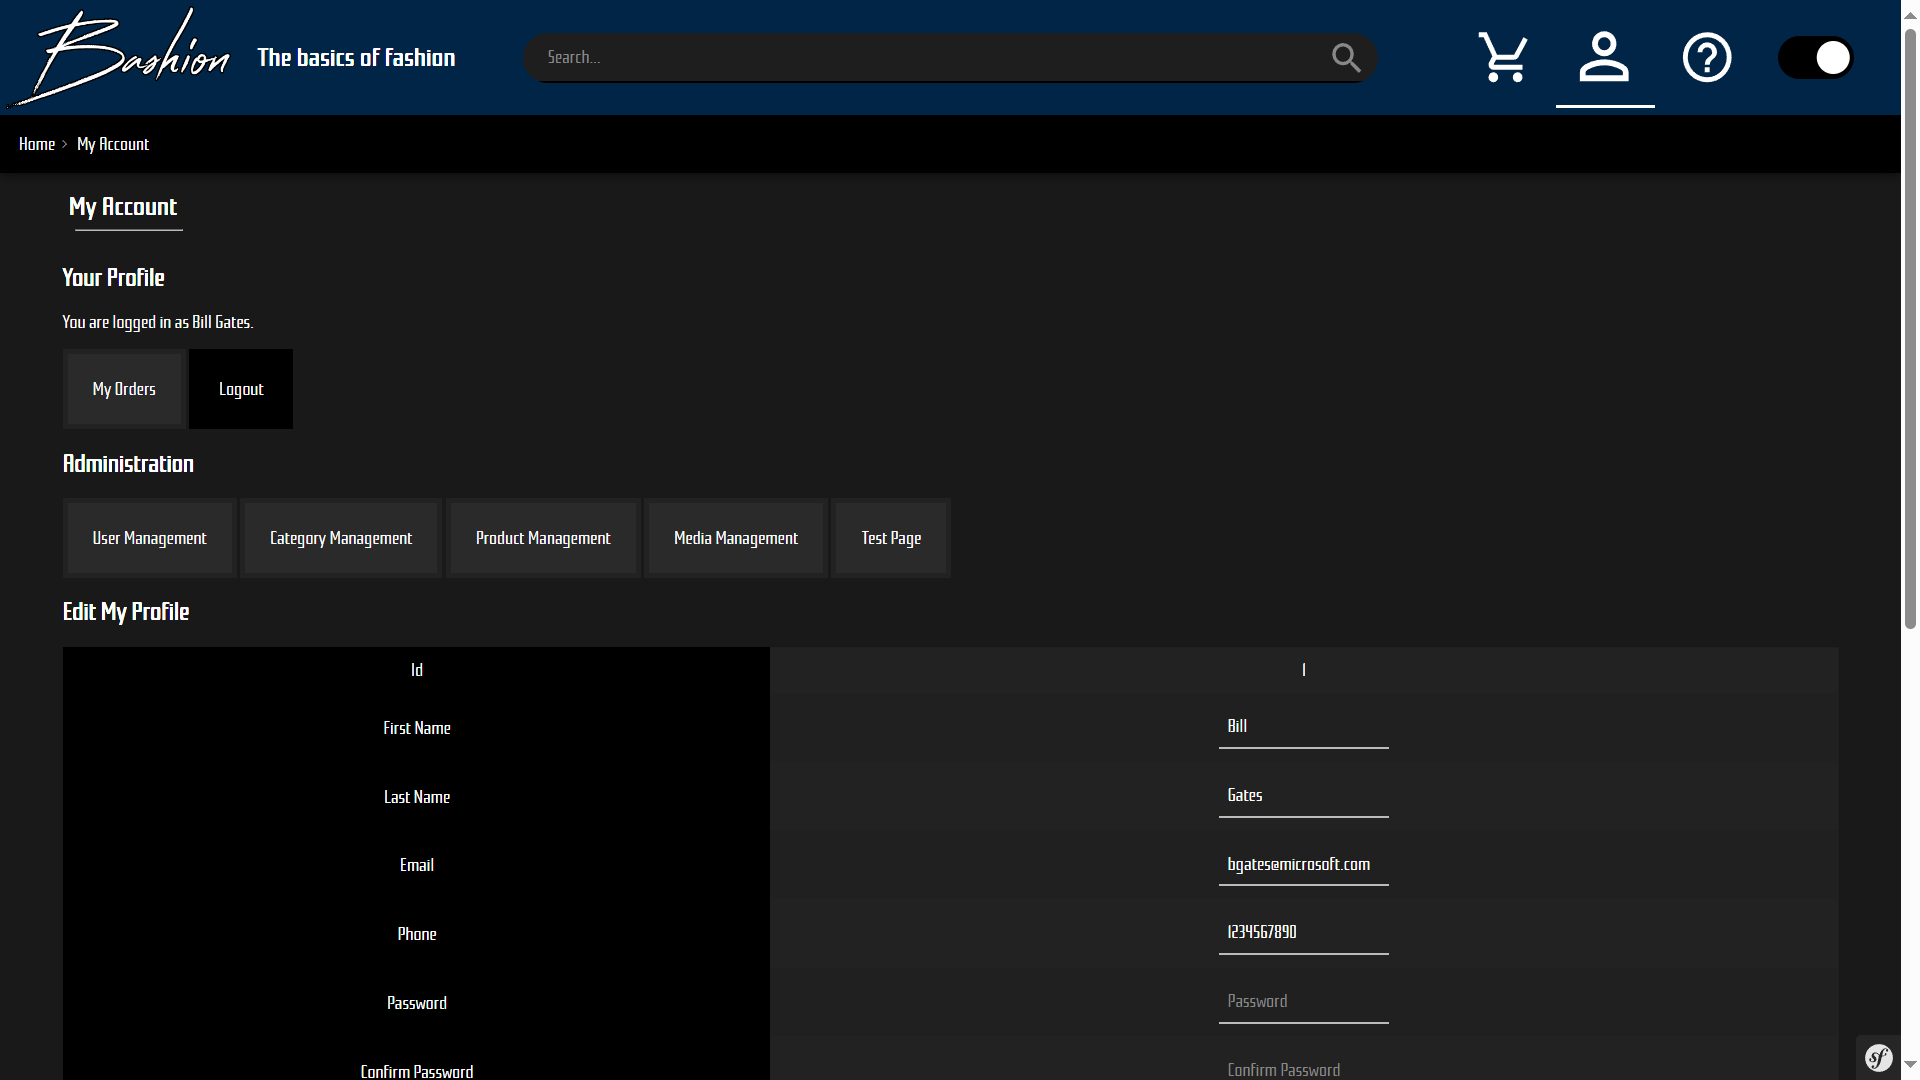 Bashion
The basics of fashion
Search...
Home > My Account
My Account
Your Profile
You are logged in as Bill Gates.
My Orders
Logout
Administration
User Management
Category Management
Product Management
Media Management
Test Page
Edit My Profile
Id
1
First Name
Bill
Last Name
Gates
Email
bgates@microsoft.com
Phone
1234567890
Password
Password
Confirm Password
Confirm Password
sf